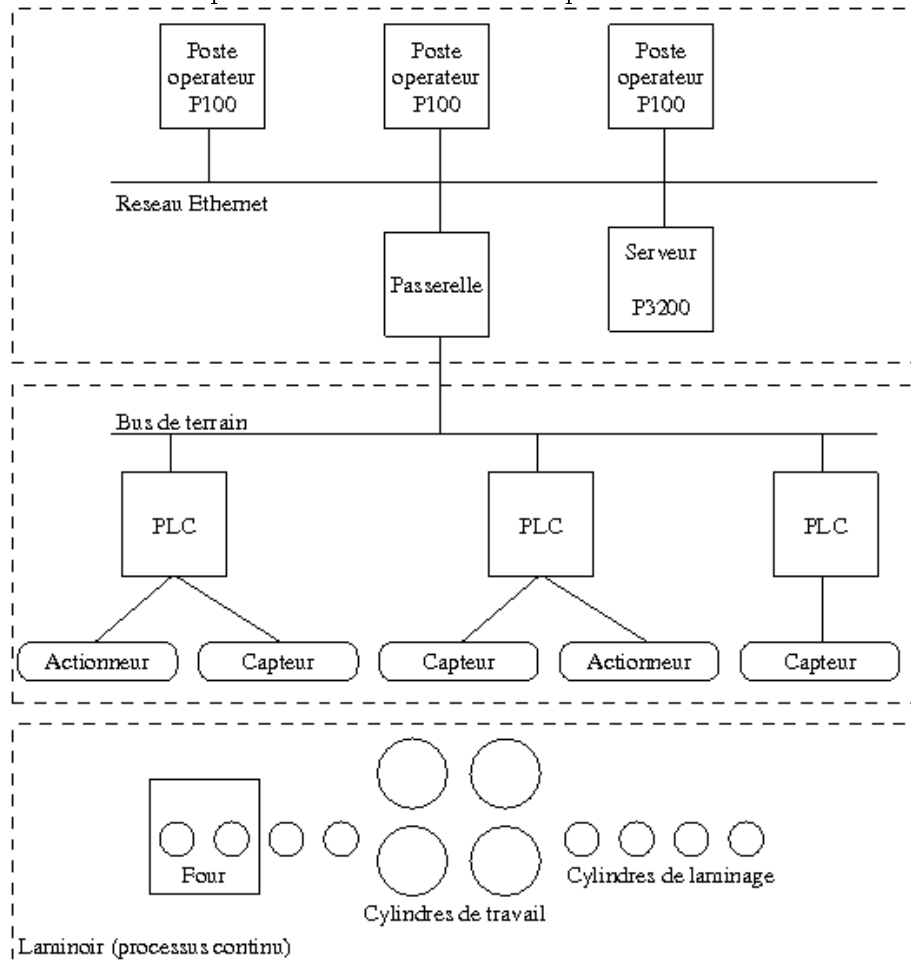 Poste
operateur
P100
Poste
operateur
P100
Poste
operateur
P100
Reseau Ethernet
Passerelle
Serveur
P3200
Bus de terrain
PLC
PLC
PLC
Actionneur
Capteur
Capteur
Actionneur
Capteur
Four
Cylindres de laminage
Cylindres de travail
Laminoir (processus continu)